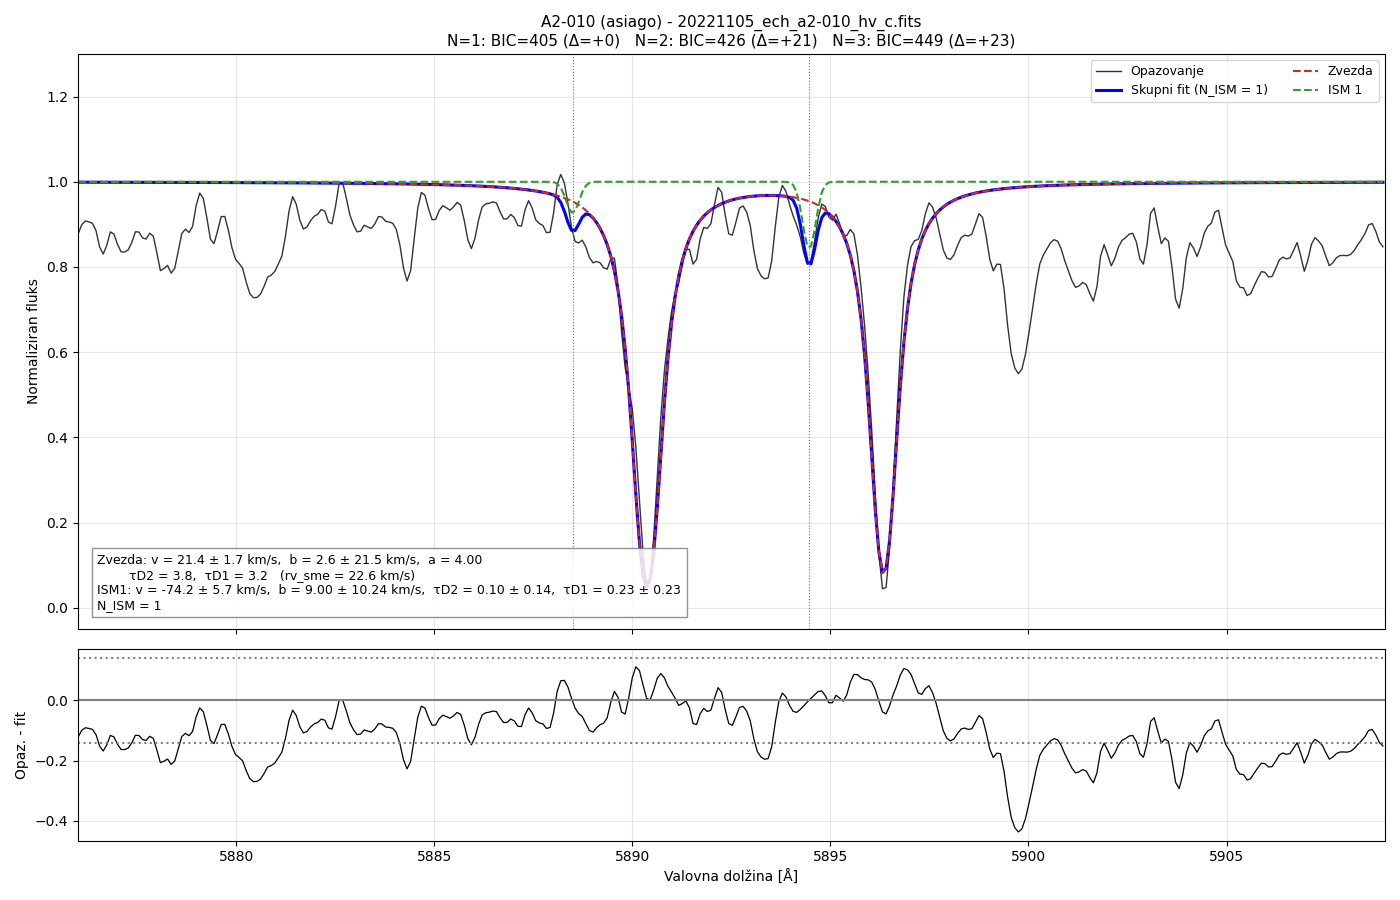 A2-010 (asiago) - 20221105_ech_a2-010_hv_c.fits
N=1: BIC=405 (Δ=+0)   N=2: BIC=426 (Δ=+21)   N=3: BIC=449 (Δ=+23)
Opazovanje
Skupni fit (N_ISM = 1)
Zvezda
ISM 1
Normaliziran fluks
1.2
1.0
0.8
0.6
0.4
0.2
0.0
Zvezda: v = 21.4 ± 1.7 km/s,  b = 2.6 ± 21.5 km/s,  a = 4.00
τD2 = 3.8,  τD1 = 3.2   (rv_sme = 22.6 km/s)
ISM1: v = -74.2 ± 5.7 km/s,  b = 9.00 ± 10.24 km/s,  τD2 = 0.10 ± 0.14,  τD1 = 0.23 ± 0.23
N_ISM = 1
Opaz. - fit
0.0
−0.2
−0.4
5880
5885
5890
5895
5900
5905
Valovna dolžina [Å]